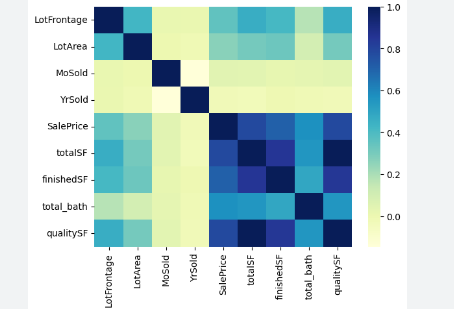 LotFrontage
LotArea
MoSold
YrSold
SalePrice
totalSF
finishedSF
total_bath
qualitySF
LotFrontage
LotArea
MoSold
YrSold
SalePrice
totalSF
finishedSF
total_bath
qualitySF
1.0
0.8
0.6
0.4
0.2
0.0